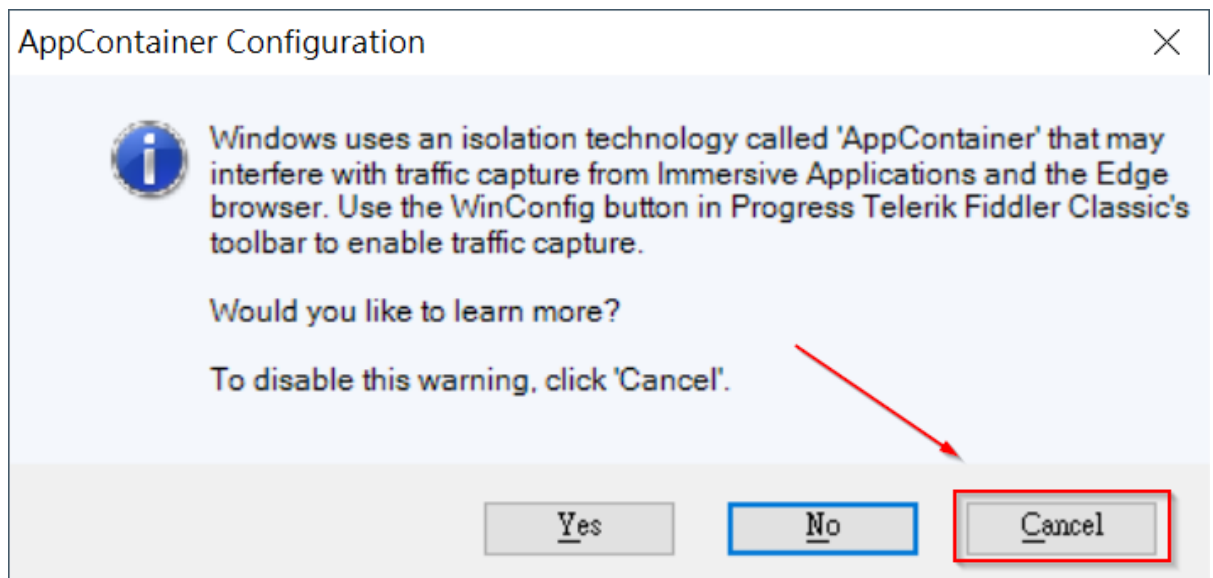 AppContainer Configuration
Windows uses an isolation technology called 'AppContainer' that may
interfere with traffic capture from Immersive Applications and the Edge
browser. Use the WinConfig button in Progress Telerik Fiddler Classic's
toolbar to enable traffic capture.
Would you like to learn more?
To disable this warning, click 'Cancel'.
Yes
No
Cancel